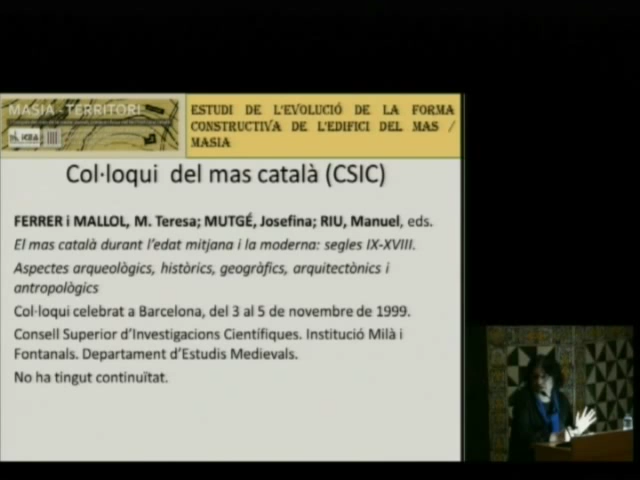 MASIA - TERRITORI
ICEA
ESTUDI DE L'EVOLUCIÓ DE LA FORMA
CONSTRUCTIVA DE L'EDIFICI DEL MAS /
MASIA
Col·loqui del mas català (CSIC)
FERRER i MALLOL, M. Teresa; MUTGÉ, Josefina; RIU, Manuel, eds.
El mas català durant l'edat mitjana i la moderna: segles IX-XVIII.
Aspectes arqueològics, històrics, geogràfics, arquitectònics i
antropològics
Col·loqui celebrat a Barcelona, del 3 al 5 de novembre de 1999.
Consell Superior d'Investigacions Científiques. Institució Milà i
Fontanals. Departament d'Estudis Medievals.
No ha tingut continuïtat.